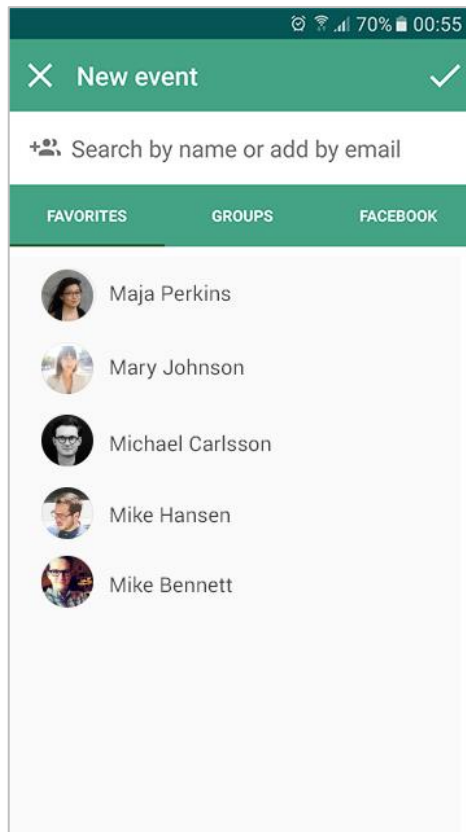 70% 00:55
New event
Search by name or add by email
FAVORITES GROUPS FACEBOOK
Maja Perkins
Mary Johnson
Michael Carlsson
Mike Hansen
Mike Bennett